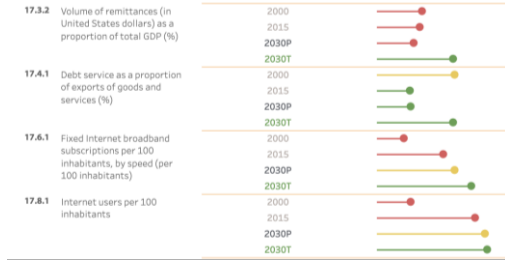 17.3.2 Volume of remittances (in 2000
United States dollars) as a 2015
proportion of total GDP (%) 2030P
2030T
17.4.1 Debt service as a proportion 2000
of exports of goods and 2015
services (%) 2030P
2030T
17.6.1 Fixed Internet broadband 2000
subscriptions per 100 2015
inhabitants, by speed (per 2030P
100 inhabitants) 2030T
17.8.1 Internet users per 100 2000
inhabitants 2015
2030P
2030T